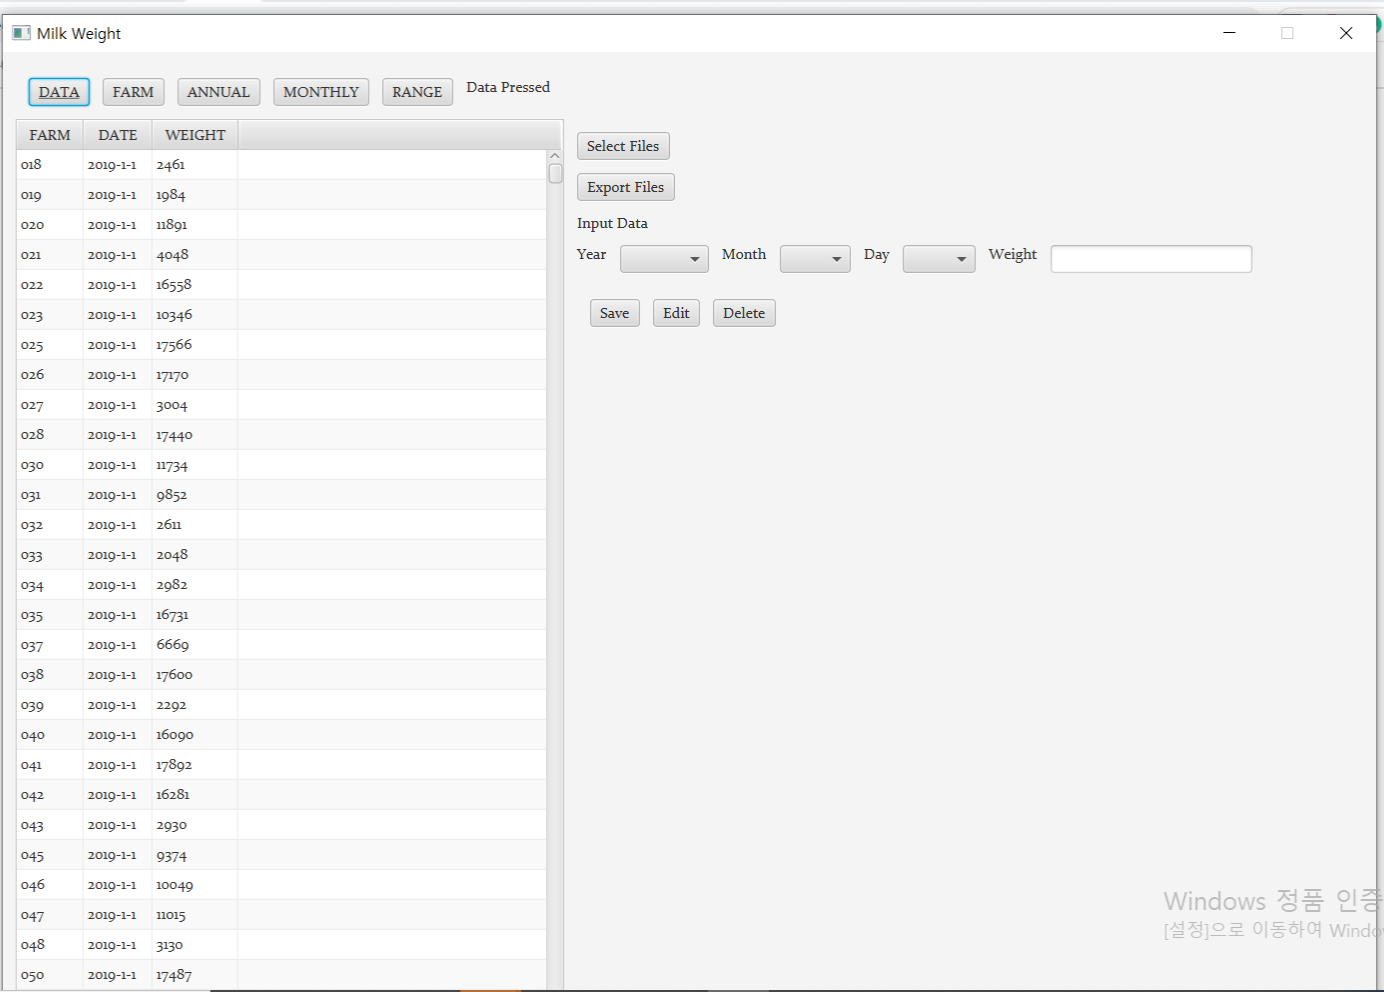 Milk Weight
DATA FARM ANNUAL MONTHLY RANGE Data Pressed
FARM DATE WEIGHT
018 2019-1-1 2461
019 2019-1-1 1984
020 2019-1-1 11891
021 2019-1-1 4048
022 2019-1-1 16558
023 2019-1-1 10346
025 2019-1-1 17566
026 2019-1-1 17170
027 2019-1-1 3004
028 2019-1-1 17440
030 2019-1-1 11734
031 2019-1-1 9852
032 2019-1-1 2611
033 2019-1-1 2048
034 2019-1-1 2982
035 2019-1-1 16731
037 2019-1-1 6669
038 2019-1-1 17600
039 2019-1-1 2292
040 2019-1-1 16090
041 2019-1-1 17892
042 2019-1-1 16281
043 2019-1-1 2930
045 2019-1-1 9374
046 2019-1-1 10049
047 2019-1-1 11015
048 2019-1-1 3130
050 2019-1-1 17487
Select Files
Export Files
Input Data
Year Month Day Weight
Save Edit Delete
Windows 정품 인증
[설정]으로 이동하여 Windo